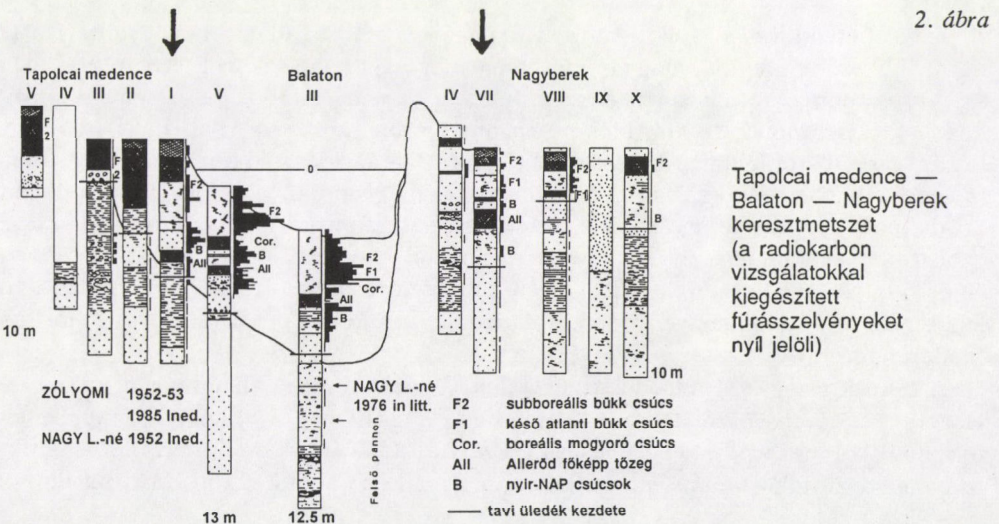 2. ábra
Tapolcai medence
Balaton
Nagyberek
V IV III II I V III IV VII VIII IX X
F
2
F
2
F2
B
All
F2
Cor.
B
All
0
F2
F1
Cor.
All
B
F2
F1
B
All
B
F2
F1
F2
B
10 m
10 m
Tapolcai medence —
Balaton — Nagyberek
keresztmetszet
(a radiokarbon
vizsgálatokkal
kiegészített
fúrásszelvényeket
nyíl jelöli)
ZÓLYOMI 1952-53
1985 Ined.
NAGY L.-né 1952 Ined.
NAGY L.-né
1976 in litt.
Felső pannon
F2 subboreális bükk csúcs
F1 késő atlanti bükk csúcs
Cor. boreális mogyoró csúcs
All Alleröd főképp tőzeg
B nyir-NAP csúcsok
tavi üledék kezdete
13 m
12.5 m